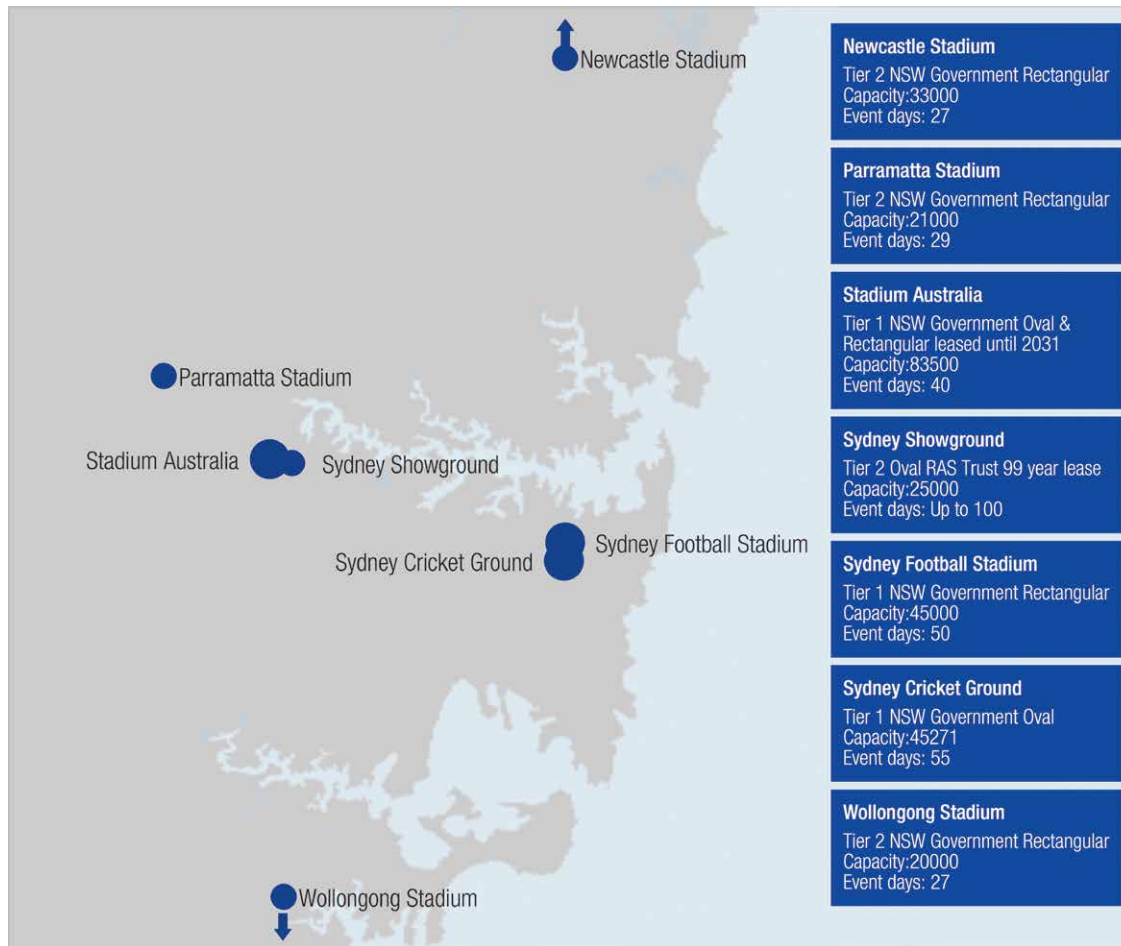 Newcastle Stadium
Parramatta Stadium
Stadium Australia
Sydney Showground
Sydney Football Stadium
Sydney Cricket Ground
Wollongong Stadium
Newcastle Stadium
Tier 2 NSW Government Rectangular
Capacity:33000
Event days: 27
Parramatta Stadium
Tier 2 NSW Government Rectangular
Capacity:21000
Event days: 29
Stadium Australia
Tier 1 NSW Government Oval &
Rectangular leased until 2031
Capacity:83500
Event days: 40
Sydney Showground
Tier 2 Oval RAS Trust 99 year lease
Capacity:25000
Event days: Up to 100
Sydney Football Stadium
Tier 1 NSW Government Rectangular
Capacity:45000
Event days: 50
Sydney Cricket Ground
Tier 1 NSW Government Oval
Capacity:45271
Event days: 55
Wollongong Stadium
Tier 2 NSW Government Rectangular
Capacity:20000
Event days: 27